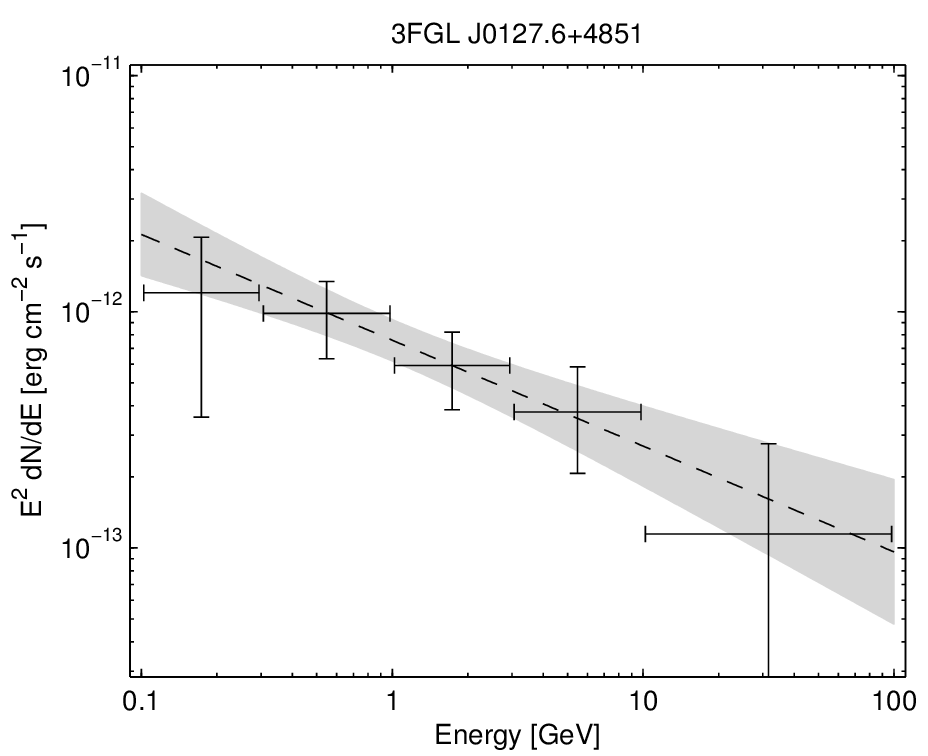 3FGL J0127.6+4851
10⁻¹¹
10⁻¹²
10⁻¹³
E² dN/dE [erg cm⁻² s⁻¹]
0.1 1 10 100
Energy [GeV]